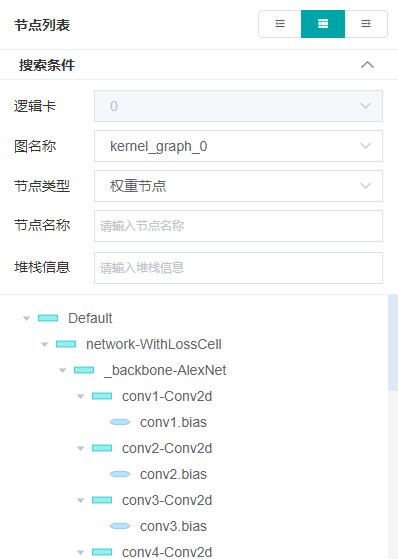 节点列表
搜索条件
逻辑卡 0
图名称 kernel_graph_0
节点类型 权重节点
节点名称 请输入节点名称
堆栈信息 请输入堆栈信息
Default
network-WithLossCell
_backbone-AlexNet
conv1-Conv2d
conv1.bias
conv2-Conv2d
conv2.bias
conv3-Conv2d
conv3.bias
conv4-Conv2d